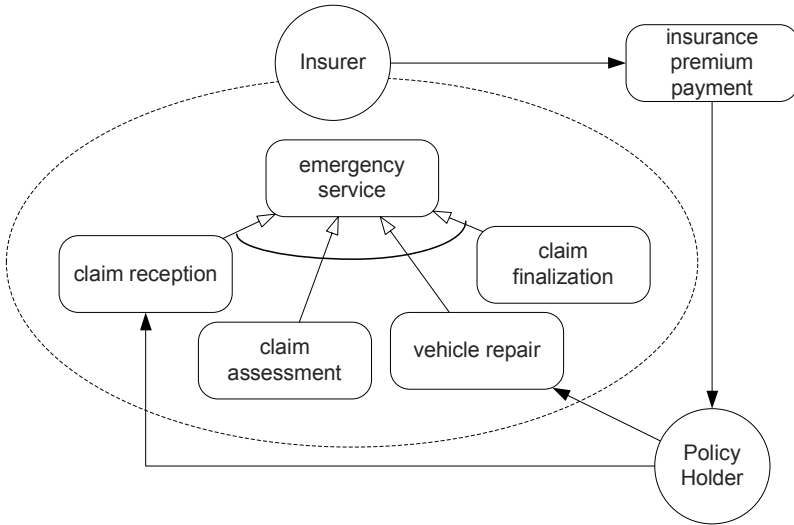 Insurer
insurance
premium
payment
emergency
service
claim reception
claim
finalization
claim
assessment
vehicle repair
Policy
Holder